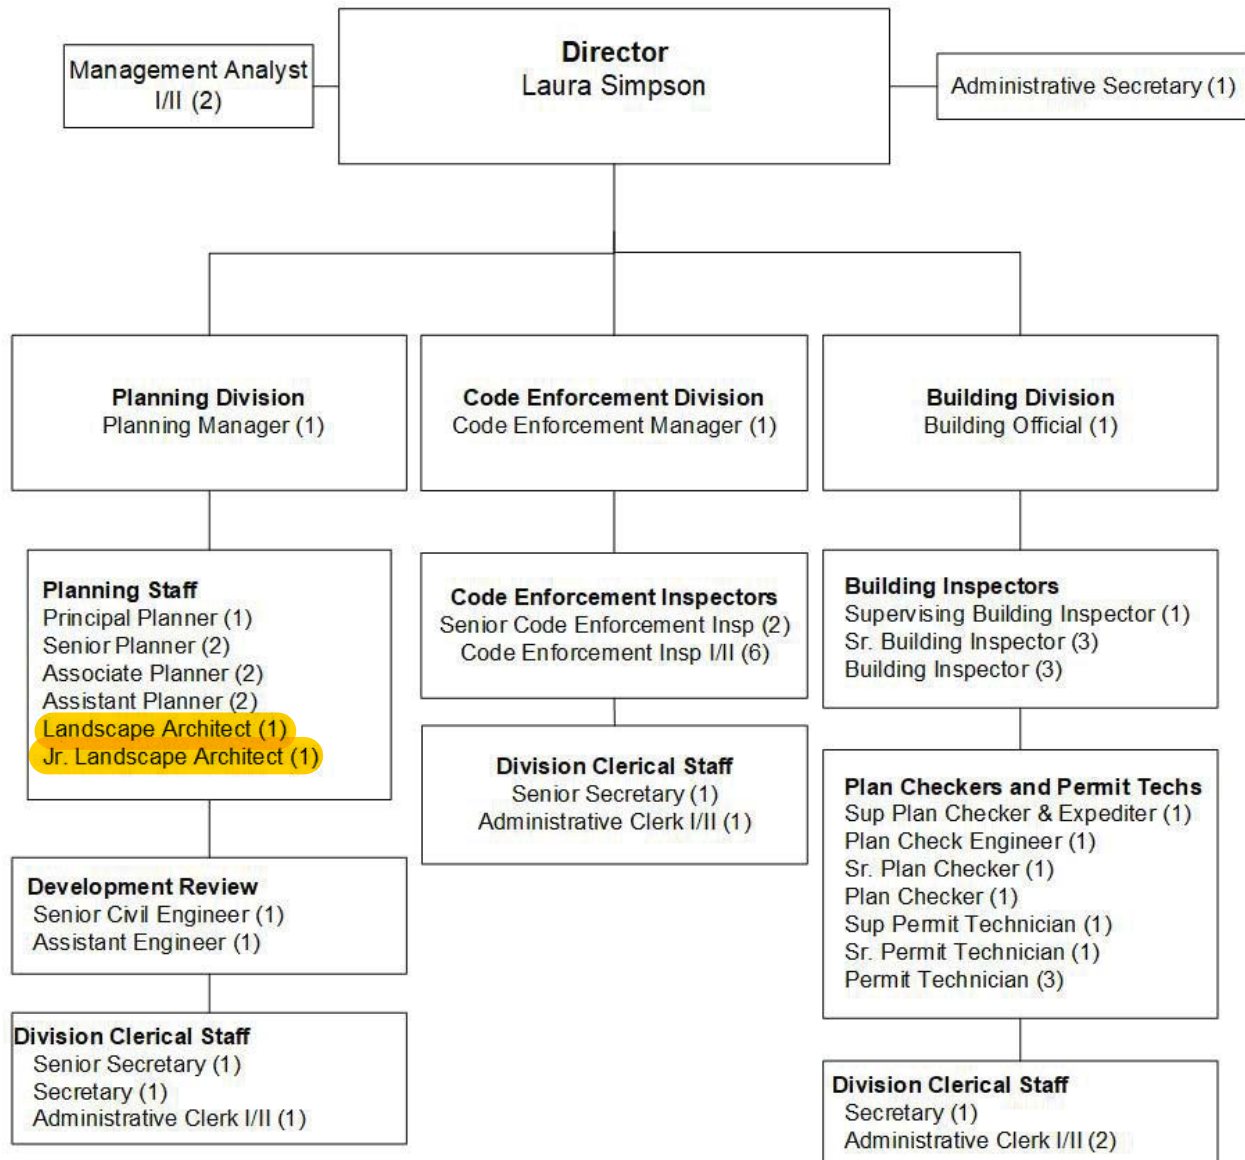 Director
Laura Simpson
Management Analyst
I/II (2)
Administrative Secretary (1)
Planning Division
Planning Manager (1)
Code Enforcement Division
Code Enforcement Manager (1)
Building Division
Building Official (1)
Planning Staff
Principal Planner (1)
Senior Planner (2)
Associate Planner (2)
Assistant Planner (2)
Landscape Architect (1)
Jr. Landscape Architect (1)
Development Review
Senior Civil Engineer (1)
Assistant Engineer (1)
Division Clerical Staff
Senior Secretary (1)
Secretary (1)
Administrative Clerk I/II (1)
Code Enforcement Inspectors
Senior Code Enforcement Insp (2)
Code Enforcement Insp I/II (6)
Division Clerical Staff
Senior Secretary (1)
Administrative Clerk I/II (1)
Building Inspectors
Supervising Building Inspector (1)
Sr. Building Inspector (3)
Building Inspector (3)
Plan Checkers and Permit Techs
Sup Plan Checker & Expediter (1)
Plan Check Engineer (1)
Sr. Plan Checker (1)
Plan Checker (1)
Sup Permit Technician (1)
Sr. Permit Technician (1)
Permit Technician (3)
Division Clerical Staff
Secretary (1)
Administrative Clerk I/II (2)